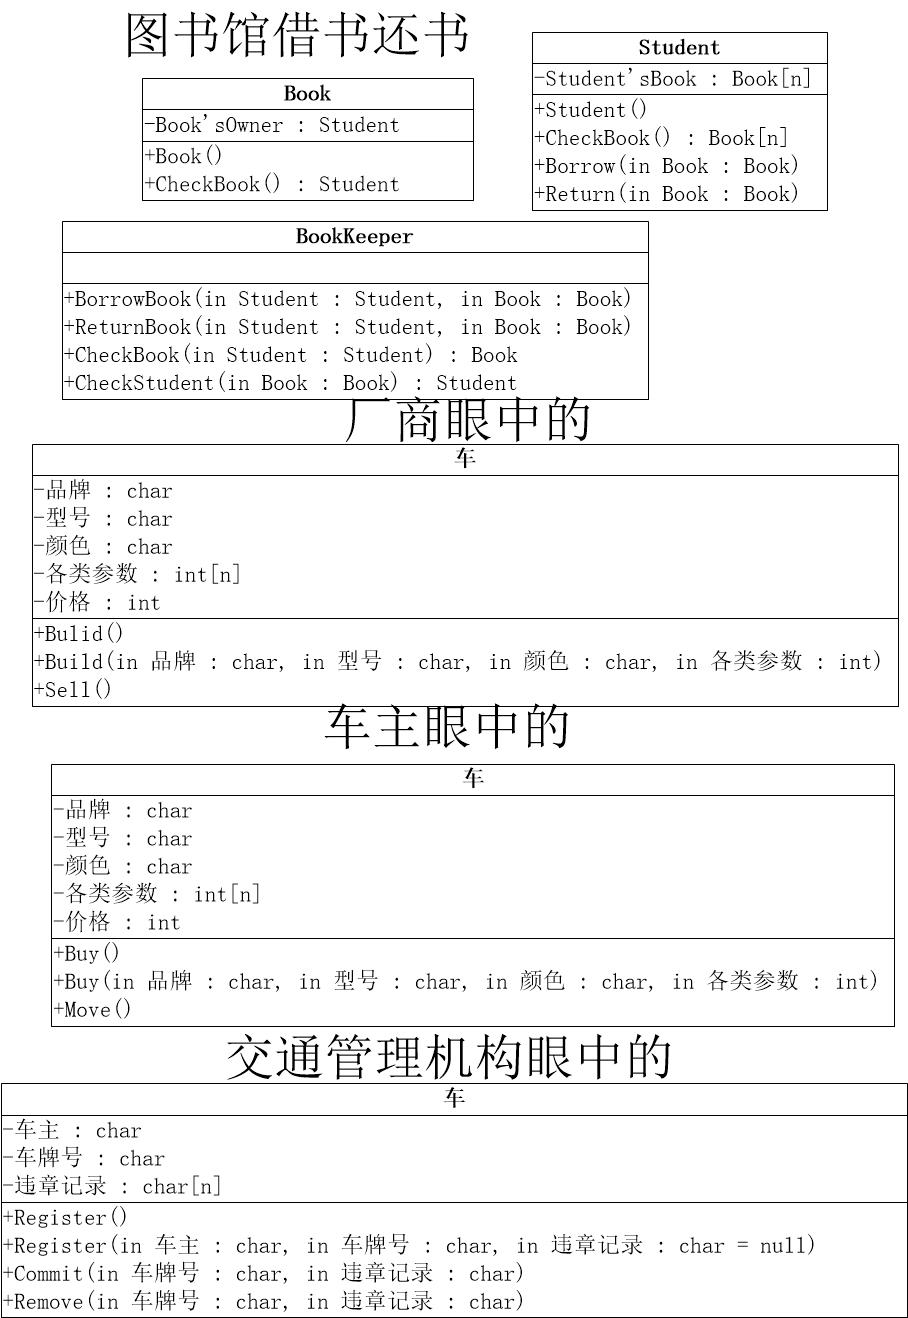 图书馆借书还书
Book
-Book'sOwner : Student
+Book()
+CheckBook() : Student
Student
-Student'sBook : Book[n]
+Student()
+CheckBook() : Book[n]
+Borrow(in Book : Book)
+Return(in Book : Book)
BookKeeper
+BorrowBook(in Student : Student, in Book : Book)
+ReturnBook(in Student : Student, in Book : Book)
+CheckBook(in Student : Student) : Book
+CheckStudent(in Book : Book) : Student
厂商眼中的
车
-品牌 : char
-型号 : char
-颜色 : char
-各类参数 : int[n]
-价格 : int
+Bulid()
+Build(in 品牌 : char, in 型号 : char, in 颜色 : char, in 各类参数 : int)
+Sell()
车主眼中的
车
-品牌 : char
-型号 : char
-颜色 : char
-各类参数 : int[n]
-价格 : int
+Buy()
+Buy(in 品牌 : char, in 型号 : char, in 颜色 : char, in 各类参数 : int)
+Move()
交通管理机构眼中的
车
-车主 : char
-车牌号 : char
-违章记录 : char[n]
+Register()
+Register(in 车主 : char, in 车牌号 : char, in 违章记录 : char = null)
+Commit(in 车牌号 : char, in 违章记录 : char)
+Remove(in 车牌号 : char, in 违章记录 : char)